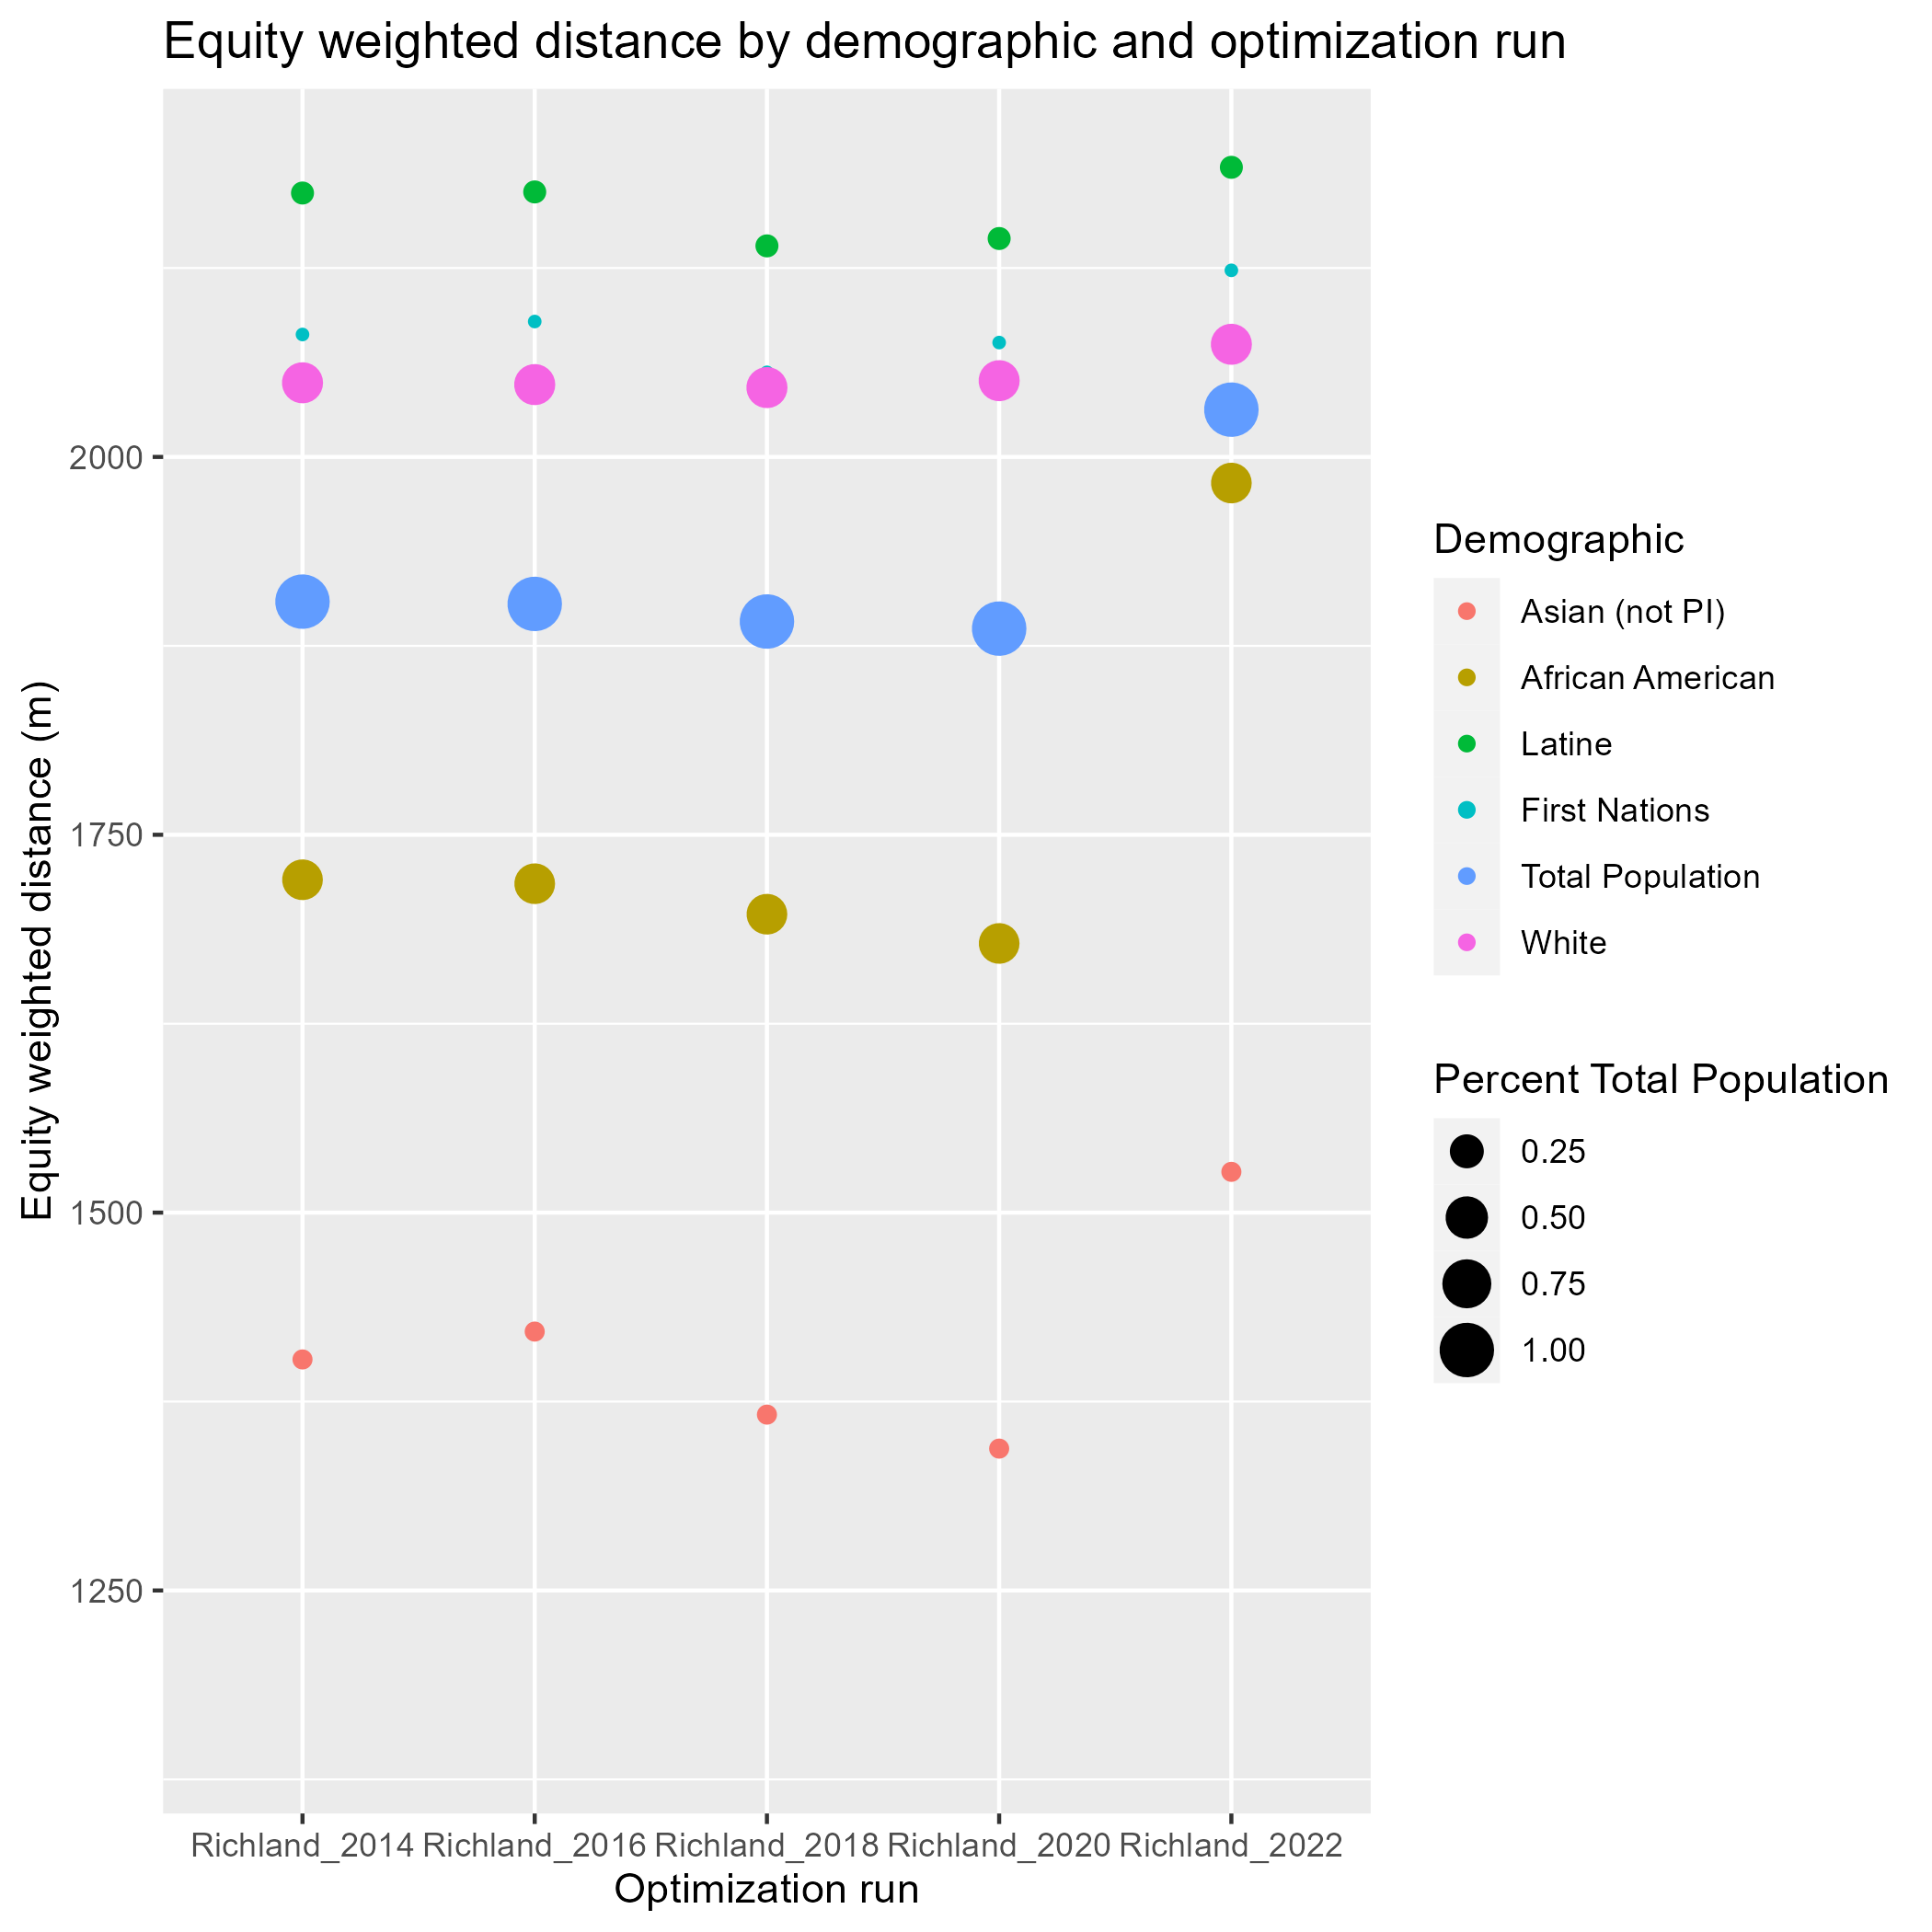 Equity weighted distance by demographic and optimization run
Equity weighted distance (m)
2000
1750
1500
1250
Richland_2014 Richland_2016 Richland_2018 Richland_2020 Richland_2022
Optimization run
Demographic
Asian (not PI)
African American
Latine
First Nations
Total Population
White
Percent Total Population
0.25
0.50
0.75
1.00